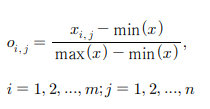 o_{i,j} = \frac{x_{i,j} - \min(x)}{\max(x) - \min(x)},
i = 1, 2, ..., m; j = 1, 2, ..., n